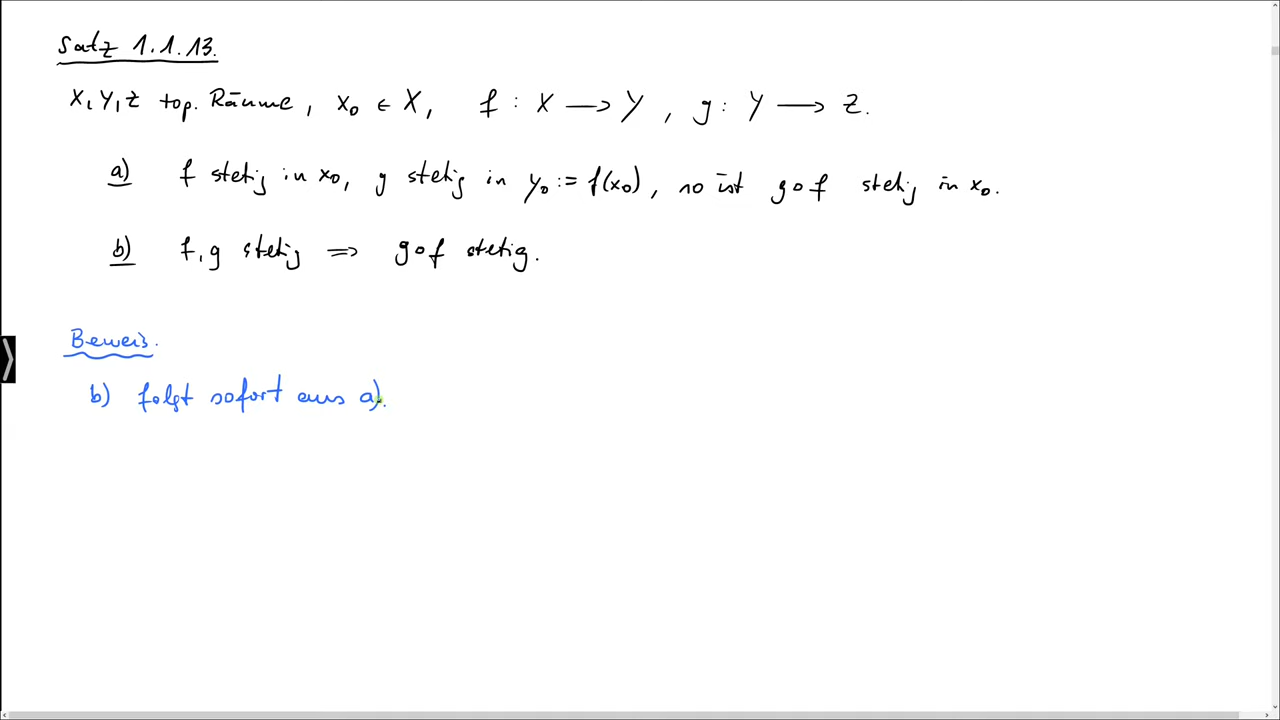 Satz 1.1.13.
X, Y, Z top. Räume, x₀ ∈ X, f : X ⟶ Y, g : Y ⟶ Z.
a) f stetig in x₀, g stetig in y₀ := f(x₀), so ist g∘f stetig in x₀.
b) f, g stetig ⟹ g∘f stetig.
Beweis.
b) folgt sofort aus a).